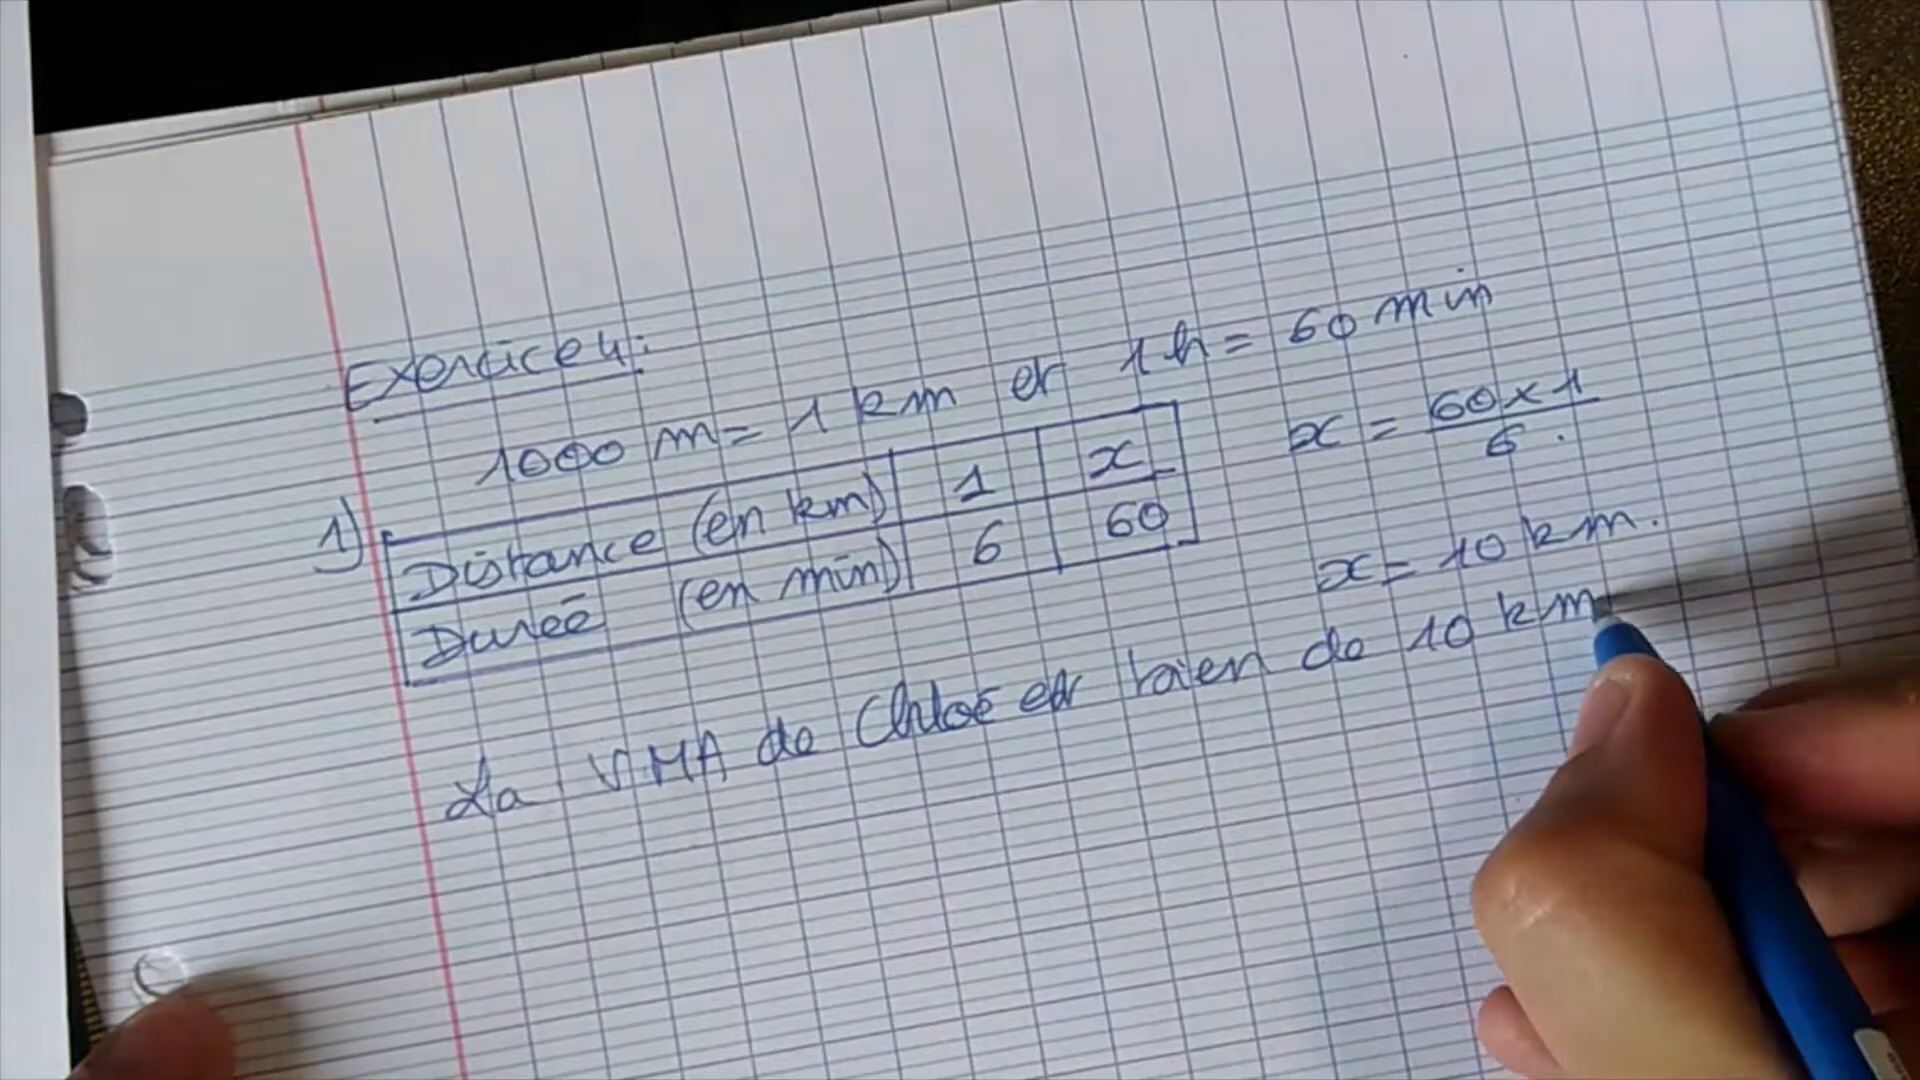 Exercice 4:
1000 m = 1 km et 1h = 60 min
1) Distance (en km) 1 x
Durée (en min) 6 60
x = 60 x 1 / 6.
x = 10 km.
La VMA de Chloé est bien de 10 km